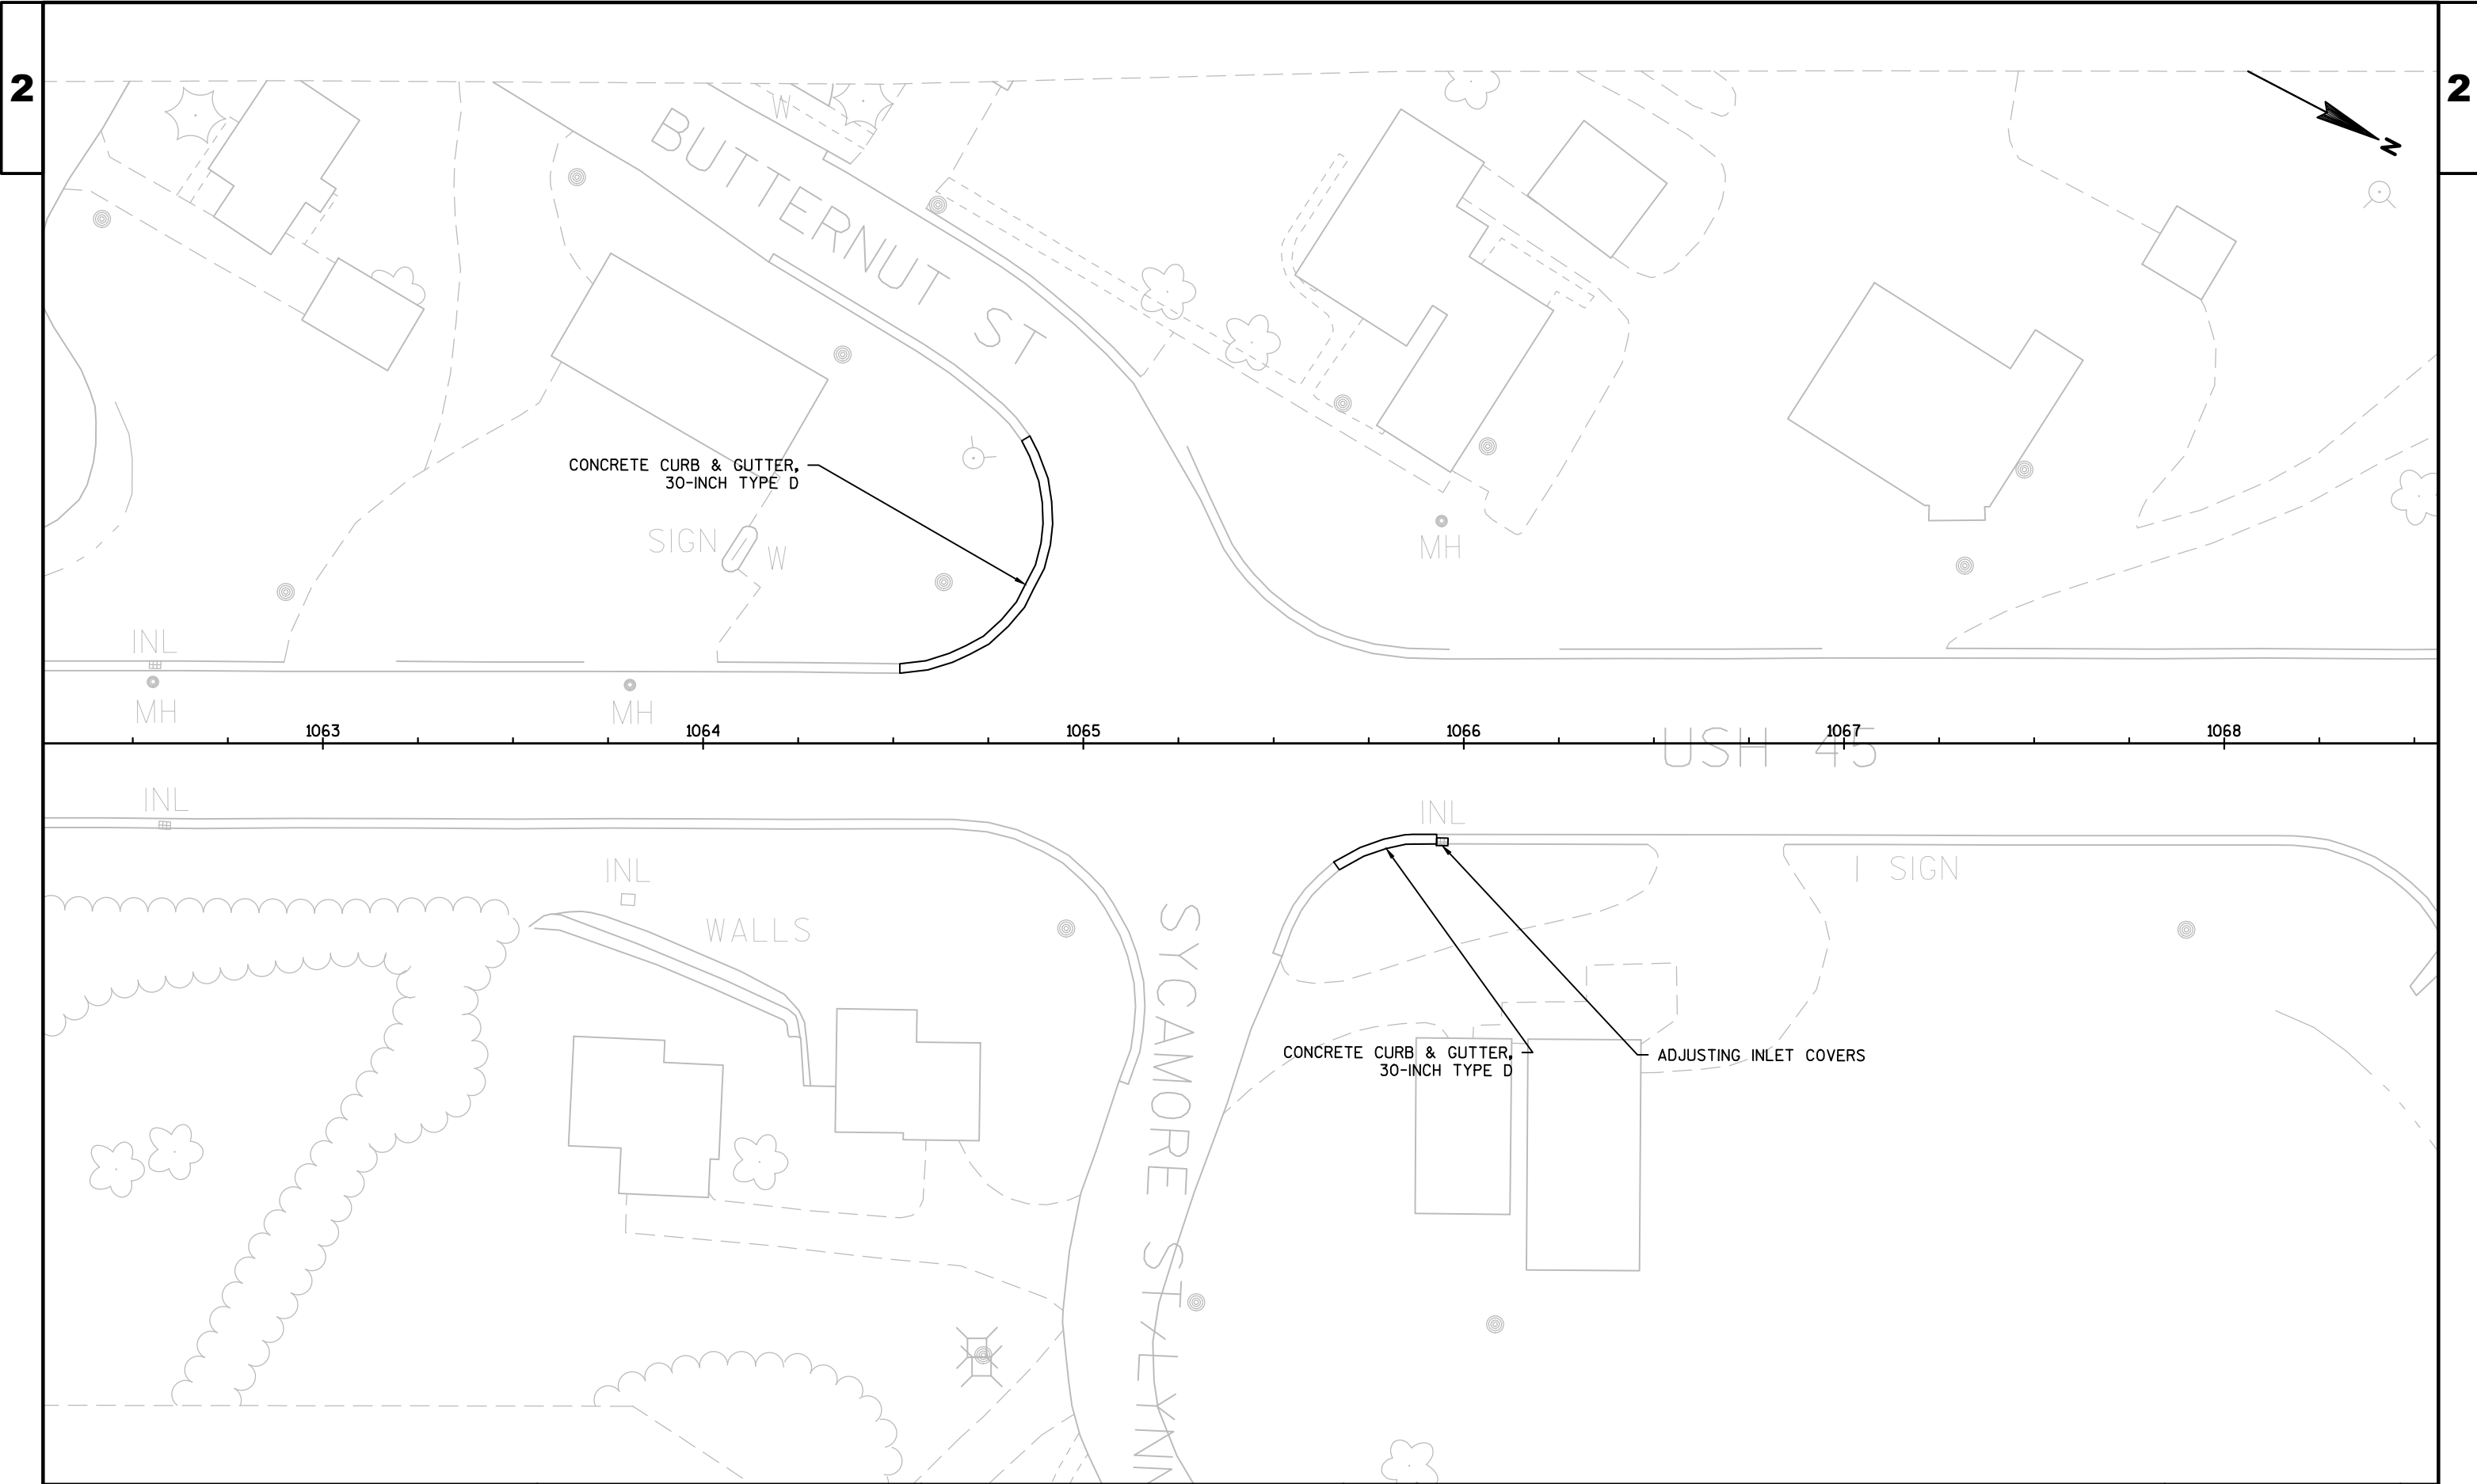 2
2
N
W
BUTTERNUT ST
CONCRETE CURB & GUTTER,
30-INCH TYPE D
SIGN
W
MH
INL
MH
MH
1063
1064
1065
1066
1067
1068
USH 45
INL
INL
INL
WALLS
SIGN
SYCAMORE ST / LYNN
CONCRETE CURB & GUTTER,
30-INCH TYPE D
ADJUSTING INLET COVERS